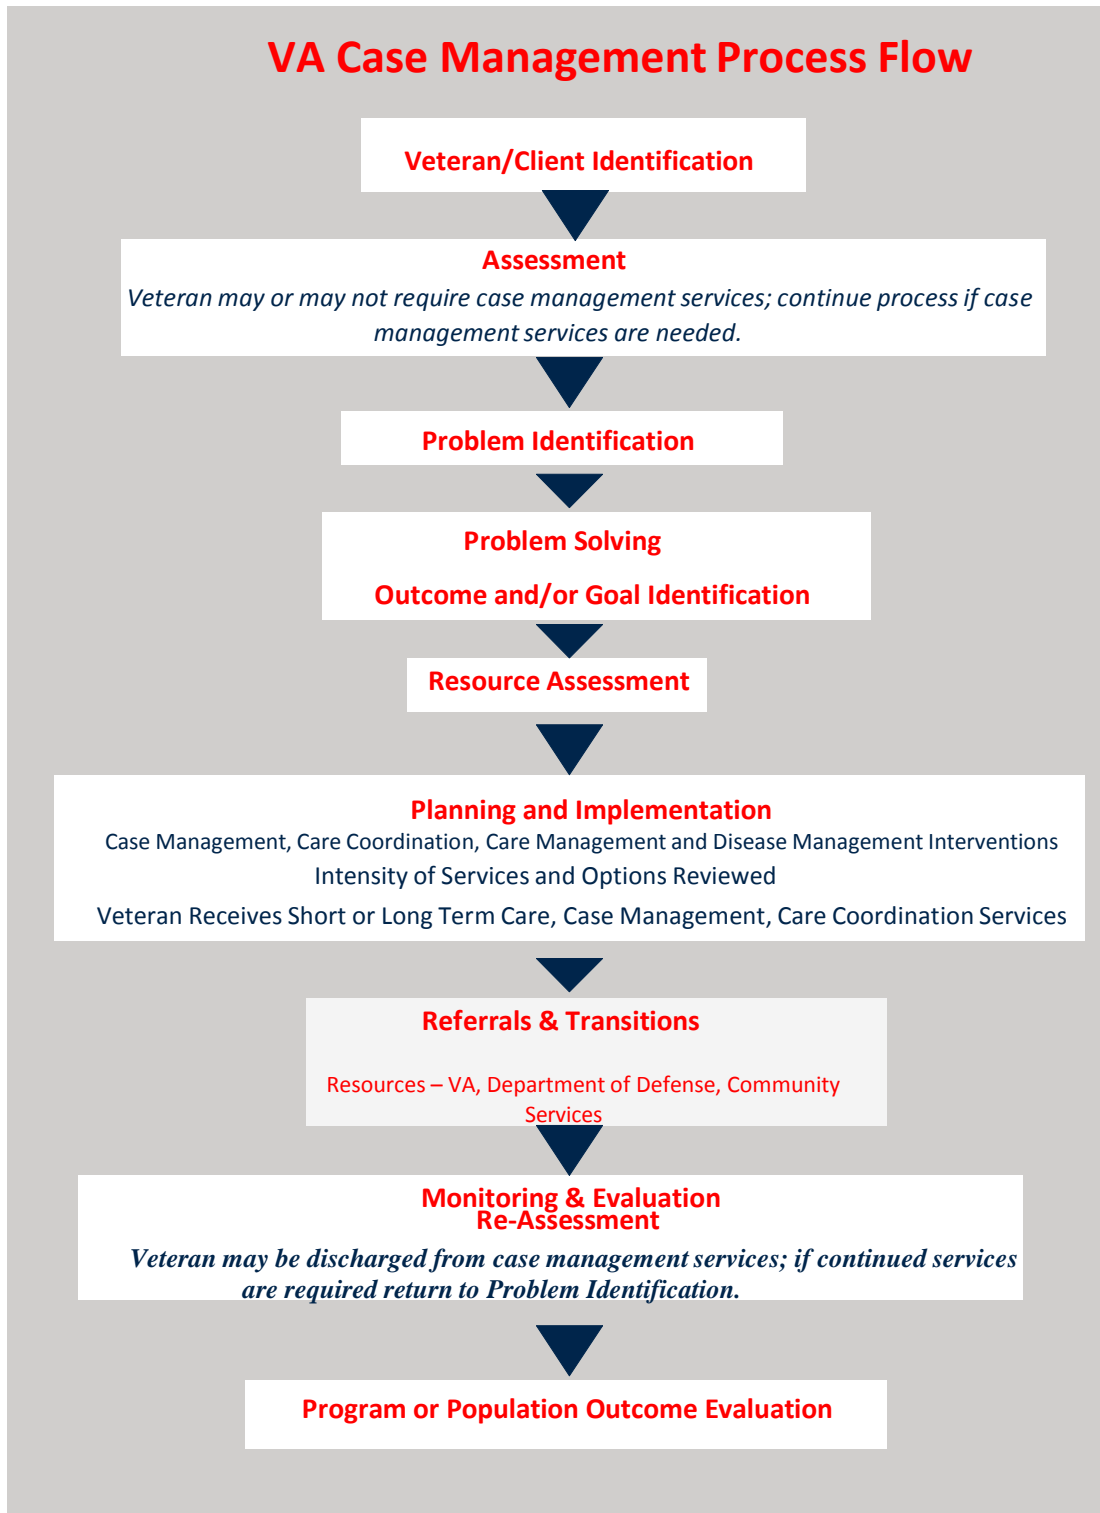 VA Case Management Process Flow
Veteran/Client Identification
Assessment
Veteran may or may not require case management services; continue process if case
management services are needed.
Problem Identification
Problem Solving
Outcome and/or Goal Identification
Resource Assessment
Planning and Implementation
Case Management, Care Coordination, Care Management and Disease Management Interventions
Intensity of Services and Options Reviewed
Veteran Receives Short or Long Term Care, Case Management, Care Coordination Services
Referrals & Transitions
Resources – VA, Department of Defense, Community
Services
Monitoring & Evaluation
Re-Assessment
Veteran may be discharged from case management services; if continued services
are required return to Problem Identification.
Program or Population Outcome Evaluation